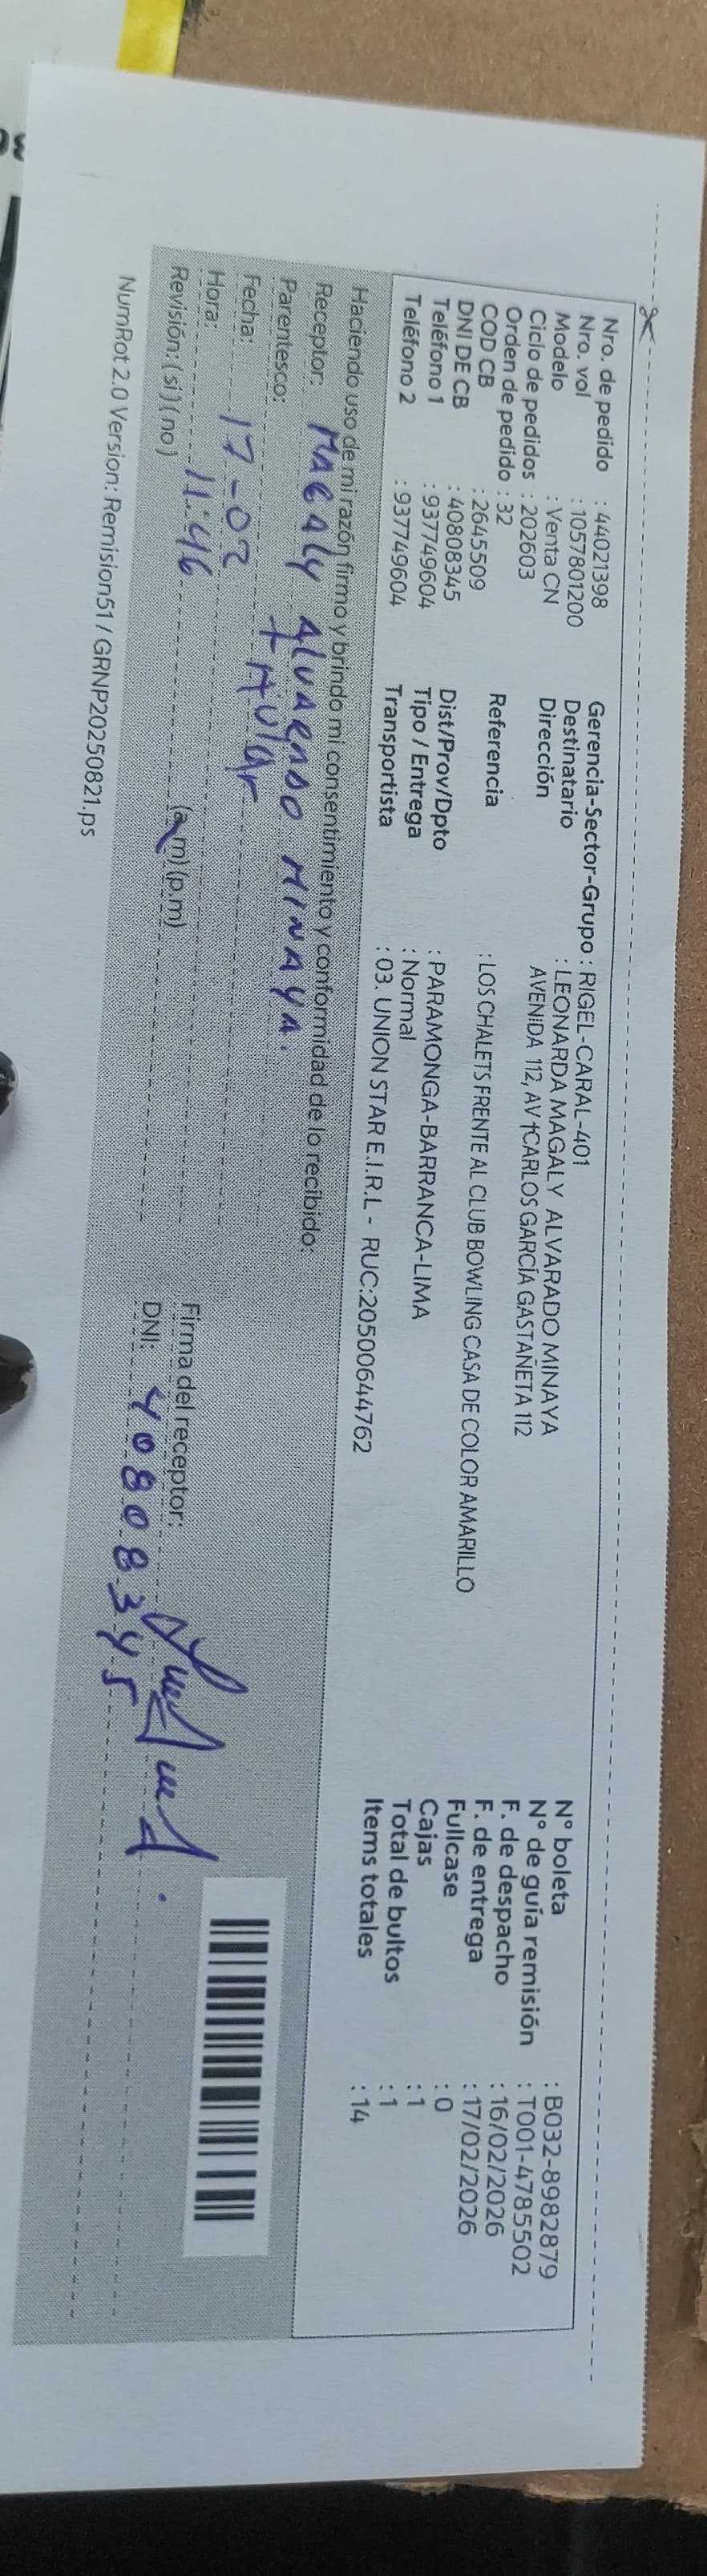 Nro. de pedido : 44021398
Nro. vol : 1057801200
Modelo : Venta CN
Ciclo de pedidos : 202603
Orden de pedido : 32
COD CB : 2645509
DNI DE CB : 40808345
Teléfono 1 : 937749604
Teléfono 2 : 937749604
Gerencia-Sector-Grupo : RIGEL-CARAL-401
Destinatario : LEONARDA MAGALY ALVARADO MINAYA
Dirección AVENIDA 112, AV †CARLOS GARCÍA GASTAÑETA 112
Referencia : LOS CHALETS FRENTE AL CLUB BOWLING CASA DE COLOR AMARILLO
Dist/Prov/Dpto : PARAMONGA-BARRANCA-LIMA
Tipo / Entrega : Normal
Transportista : 03. UNION STAR E.I.R.L - RUC:20500644762
N° boleta : B032-8982879
N° de guía remisión : T001-4785502
F. de despacho : 16/02/2026
F. de entrega : 17/02/2026
Fullcase : 0
Cajas : 1
Total de bultos : 1
Items totales : 14
Haciendo uso de mi razón firmo y brindo mi consentimiento y conformidad de lo recibido.
Receptor: Magaly Alvarado Minaya.
Parentesco: titular
Fecha: 17-02
Hora: 11:46 (a.m) (p.m)
Revisión: (si) (no)
Firma del receptor:
DNI: 40808345
NumRot 2.0 Version: Remision51 / GRNP20250821.ps